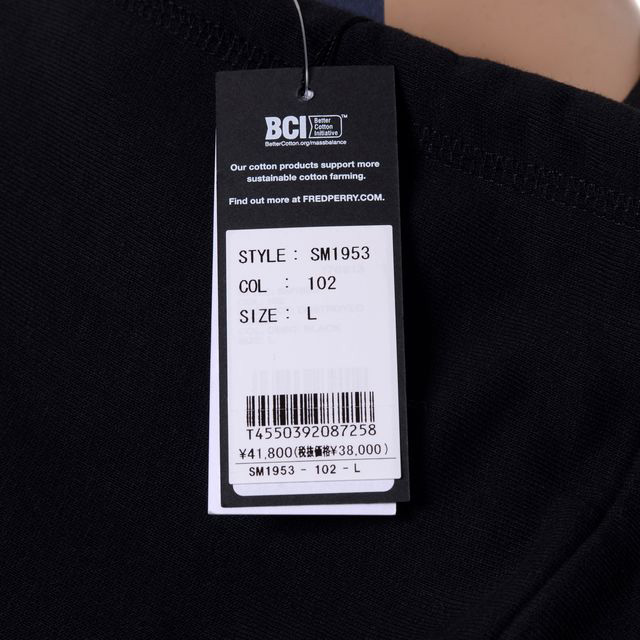 BCI Better Cotton Initiative™
BetterCotton.org/massbalance
Our cotton products support more
sustainable cotton farming.
Find out more at FREDPERRY.COM.
STYLE : SM1953
COL : 102
SIZE : L
T4550392087258
¥41,800(税抜価格¥38,000)
SM1953 - 102 - L